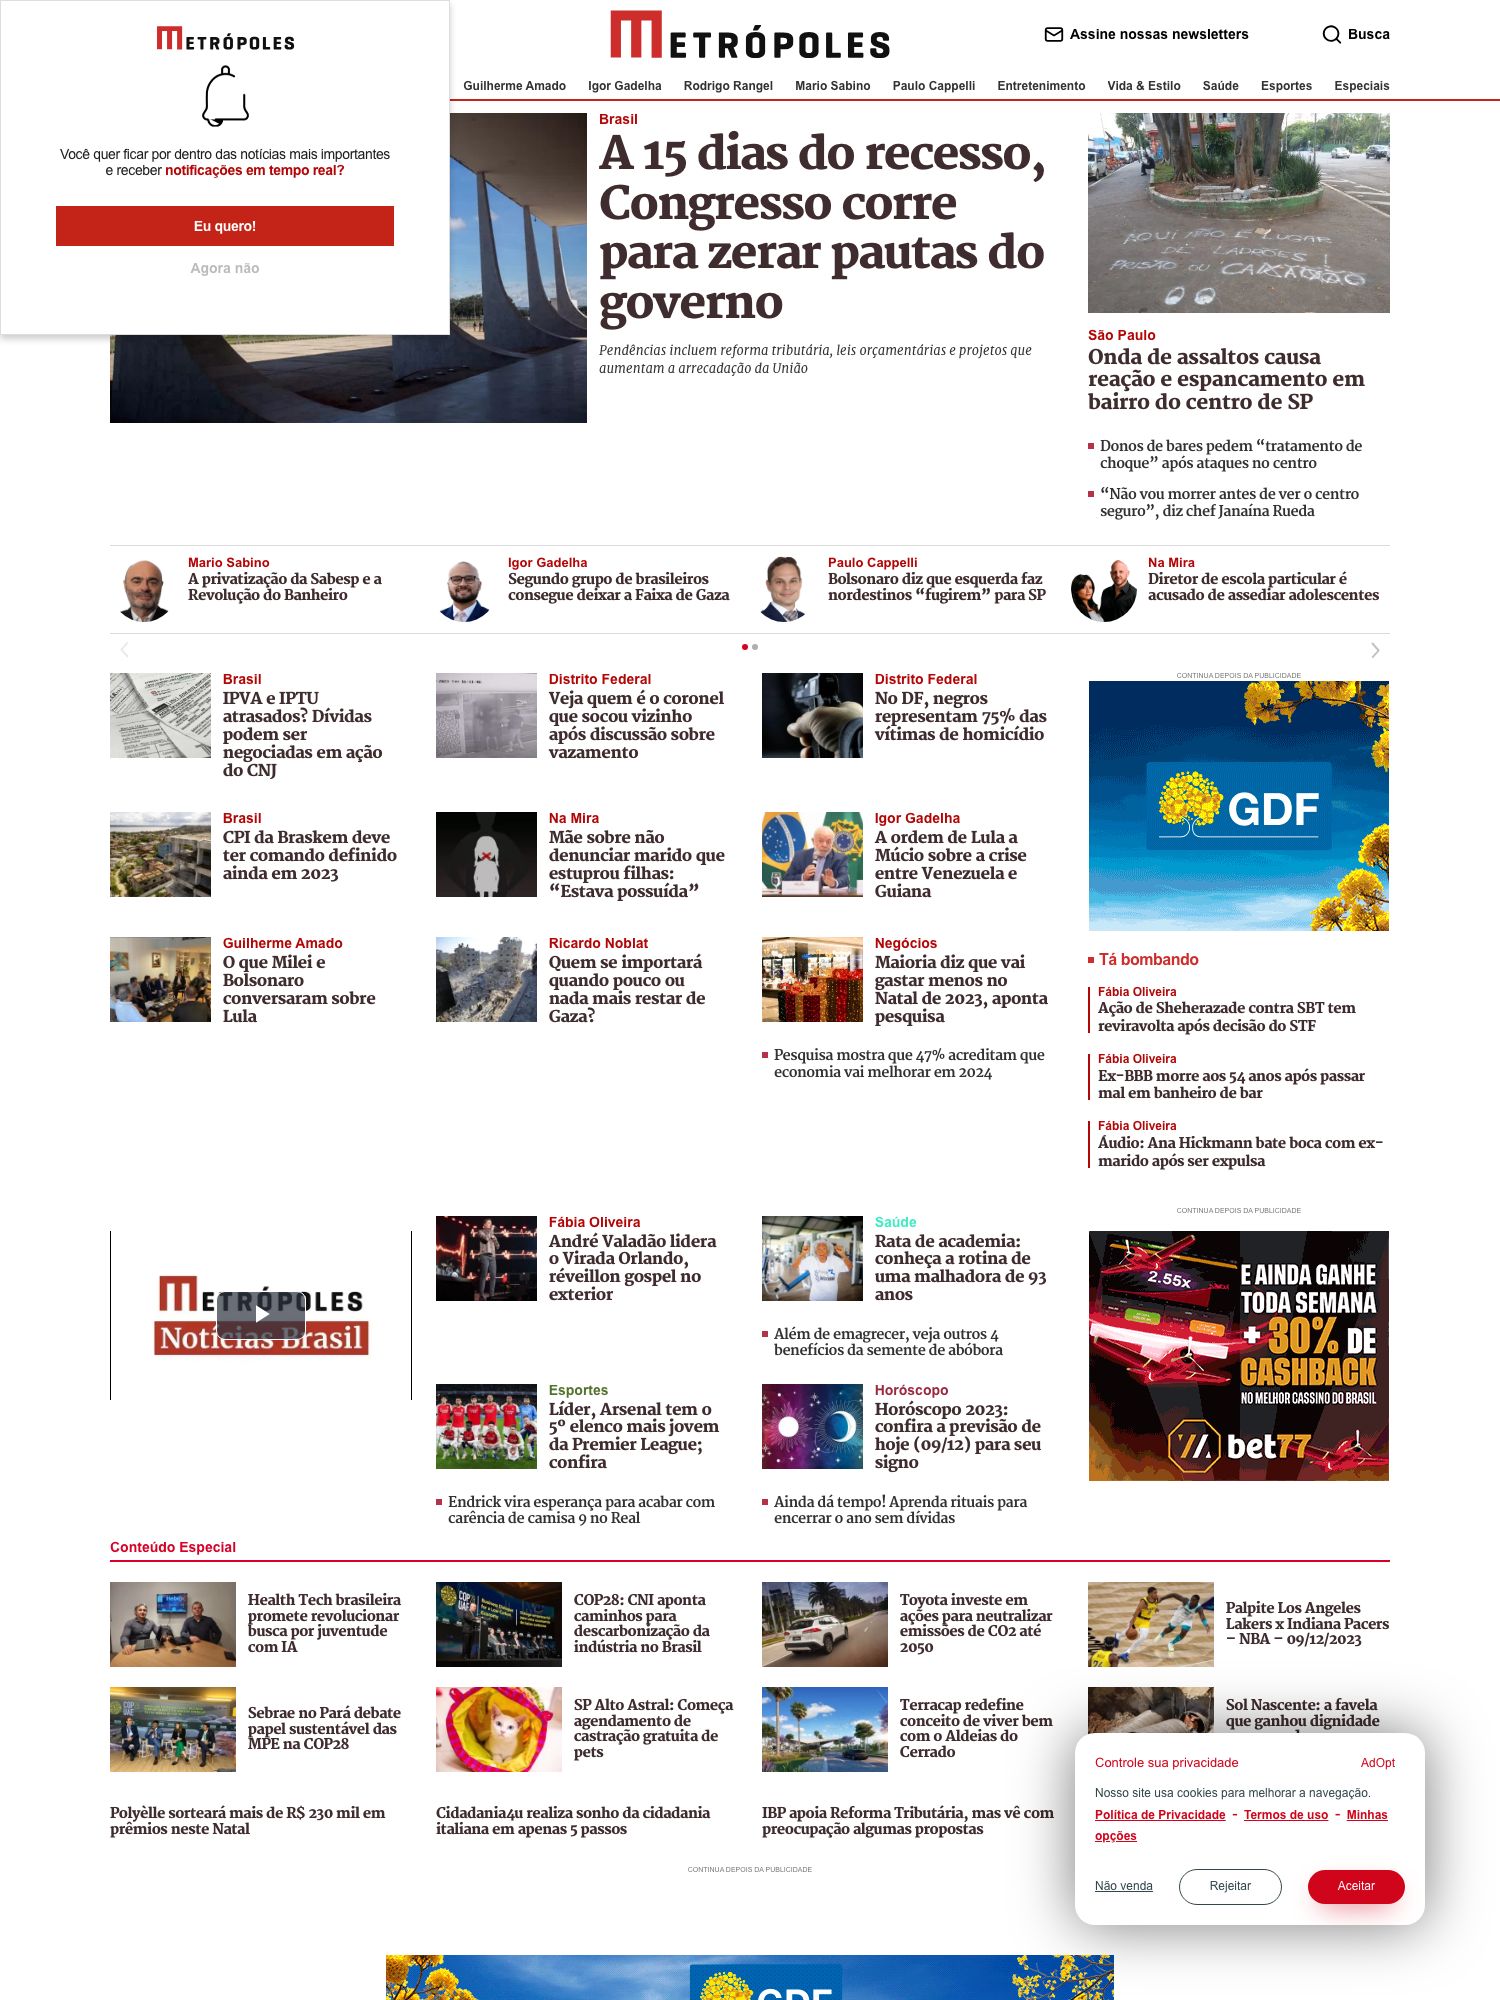 METRÓPOLES
Você quer ficar por dentro das notícias mais importantes
e receber notificações em tempo real?
Eu quero!
Agora não
METRÓPOLES
Assine nossas newsletters
Busca
Guilherme Amado
Igor Gadelha
Rodrigo Rangel
Mario Sabino
Paulo Cappelli
Entretenimento
Vida & Estilo
Saúde
Esportes
Especiais
Brasil
A 15 dias do recesso,
Congresso corre
para zerar pautas do
governo
Pendências incluem reforma tributária, leis orçamentárias e projetos que
aumentam a arrecadação da União
AQUI NÃO É LUGAR
DE LADRÕES!
PRISÃO OU CAIXADÃO
São Paulo
Onda de assaltos causa
reação e espancamento em
bairro do centro de SP
Donos de bares pedem “tratamento de
choque” após ataques no centro
“Não vou morrer antes de ver o centro
seguro”, diz chef Janaína Rueda
Mario Sabino
A privatização da Sabesp e a
Revolução do Banheiro
Igor Gadelha
Segundo grupo de brasileiros
consegue deixar a Faixa de Gaza
Paulo Cappelli
Bolsonaro diz que esquerda faz
nordestinos “fugirem” para SP
Na Mira
Diretor de escola particular é
acusado de assediar adolescentes
Brasil
IPVA e IPTU
atrasados? Dívidas
podem ser
negociadas em ação
do CNJ
Distrito Federal
Veja quem é o coronel
que socou vizinho
após discussão sobre
vazamento
Distrito Federal
No DF, negros
representam 75% das
vítimas de homicídio
CONTINUA DEPOIS DA PUBLICIDADE
GDF
Brasil
CPI da Braskem deve
ter comando definido
ainda em 2023
Na Mira
Mãe sobre não
denunciar marido que
estuprou filhas:
“Estava possuída”
Igor Gadelha
A ordem de Lula a
Múcio sobre a crise
entre Venezuela e
Guiana
Guilherme Amado
O que Milei e
Bolsonaro
conversaram sobre
Lula
Ricardo Noblat
Quem se importará
quando pouco ou
nada mais restar de
Gaza?
Negócios
Maioria diz que vai
gastar menos no
Natal de 2023, aponta
pesquisa
Pesquisa mostra que 47% acreditam que
economia vai melhorar em 2024
Tá bombando
Fábia Oliveira
Ação de Sheherazade contra SBT tem
reviravolta após decisão do STF
Fábia Oliveira
Ex-BBB morre aos 54 anos após passar
mal em banheiro de bar
Fábia Oliveira
Áudio: Ana Hickmann bate boca com ex-
marido após ser expulsa
METRÓPOLES
Notícias Brasil
Fábia Oliveira
André Valadão lidera
o Virada Orlando,
réveillon gospel no
exterior
Saúde
Rata de academia:
conheça a rotina de
uma malhadora de 93
anos
Além de emagrecer, veja outros 4
benefícios da semente de abóbora
CONTINUA DEPOIS DA PUBLICIDADE
2.55x
E AINDA GANHE
TODA SEMANA
+ 30% DE
CASHBACK
NO MELHOR CASSINO DO BRASIL
bet77
Esportes
Líder, Arsenal tem o
5º elenco mais jovem
da Premier League;
confira
Endrick vira esperança para acabar com
carência de camisa 9 no Real
Horóscopo
Horóscopo 2023:
confira a previsão de
hoje (09/12) para seu
signo
Ainda dá tempo! Aprenda rituais para
encerrar o ano sem dívidas
Conteúdo Especial
Health Tech brasileira
promete revolucionar
busca por juventude
com IA
COP28: CNI aponta
caminhos para
descarbonização da
indústria no Brasil
Toyota investe em
ações para neutralizar
emissões de CO2 até
2050
Palpite Los Angeles
Lakers x Indiana Pacers
– NBA – 09/12/2023
Sebrae no Pará debate
papel sustentável das
MPE na COP28
SP Alto Astral: Começa
agendamento de
castração gratuita de
pets
Terracap redefine
conceito de viver bem
com o Aldeias do
Cerrado
Sol Nascente: a favela
que ganhou dignidade
Polyèlle sorteará mais de R$ 230 mil em
prêmios neste Natal
Cidadania4u realiza sonho da cidadania
italiana em apenas 5 passos
IBP apoia Reforma Tributária, mas vê com
preocupação algumas propostas
Controle sua privacidade
AdOpt
Nosso site usa cookies para melhorar a navegação.
Política de Privacidade - Termos de uso - Minhas
opções
Não venda
Rejeitar
Aceitar
CONTINUA DEPOIS DA PUBLICIDADE
GDF